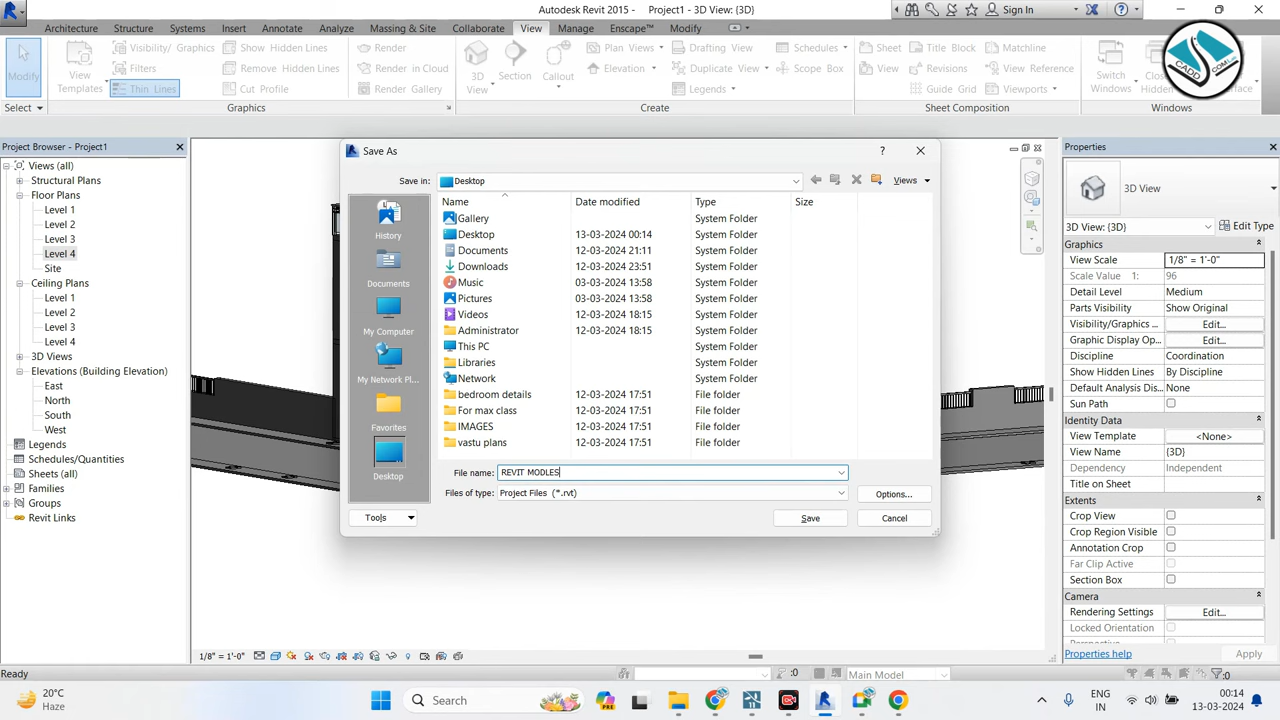 Autodesk Revit 2015 - Project1 - 3D View: {3D}
Sign In
Architecture Structure Systems Insert Annotate Analyze Massing & Site Collaborate View Manage Enscape™ Modify
Modify
View Templates
Visibility/ Graphics
Filters
Thin Lines
Show Hidden Lines
Remove Hidden Lines
Cut Profile
Render
Render in Cloud
Render Gallery
3D View
Section
Callout
Plan Views
Elevation
Drafting View
Duplicate View
Legends
Schedules
Scope Box
Sheet
View
Title Block
Revisions
Guide Grid
Matchline
View Reference
Viewports
Switch Windows
Select
Graphics
Create
Sheet Composition
Windows
CADD
Project Browser - Project1
Views (all)
Structural Plans
Floor Plans
Level 1
Level 2
Level 3
Level 4
Site
Ceiling Plans
Level 1
Level 2
Level 3
Level 4
3D Views
Elevations (Building Elevation)
East
North
South
West
Legends
Schedules/Quantities
Sheets (all)
Families
Groups
Revit Links
Save As
Save in: Desktop
Views
History
Documents
My Computer
My Network Pl...
Favorites
Desktop
Name Date modified Type Size
Gallery System Folder
Desktop 13-03-2024 00:14 System Folder
Documents 12-03-2024 21:11 System Folder
Downloads 12-03-2024 23:51 System Folder
Music 03-03-2024 13:58 System Folder
Pictures 03-03-2024 13:58 System Folder
Videos 12-03-2024 18:15 System Folder
Administrator 12-03-2024 18:15 System Folder
This PC System Folder
Libraries System Folder
Network System Folder
bedroom details 12-03-2024 17:51 File folder
For max class 12-03-2024 17:51 File folder
IMAGES 12-03-2024 17:51 File folder
vastu plans 12-03-2024 17:51 File folder
File name: REVIT MODLES
Files of type: Project Files (*.rvt)
Options...
Tools
Save
Cancel
Properties
3D View
3D View: {3D}
Edit Type
Graphics
View Scale 1/8" = 1'-0"
Scale Value 1: 96
Detail Level Medium
Parts Visibility Show Original
Visibility/Graphics ... Edit...
Graphic Display Op... Edit...
Discipline Coordination
Show Hidden Lines By Discipline
Default Analysis Dis... None
Sun Path
Identity Data
View Template <None>
View Name {3D}
Dependency Independent
Title on Sheet
Extents
Crop View
Crop Region Visible
Annotation Crop
Far Clip Active
Section Box
Camera
Rendering Settings Edit...
Locked Orientation
Properties help
Apply
1/8" = 1'-0"
Ready
:0
Main Model
:0
20°C
Haze
Search
PRE
ENG
IN
00:14
13-03-2024